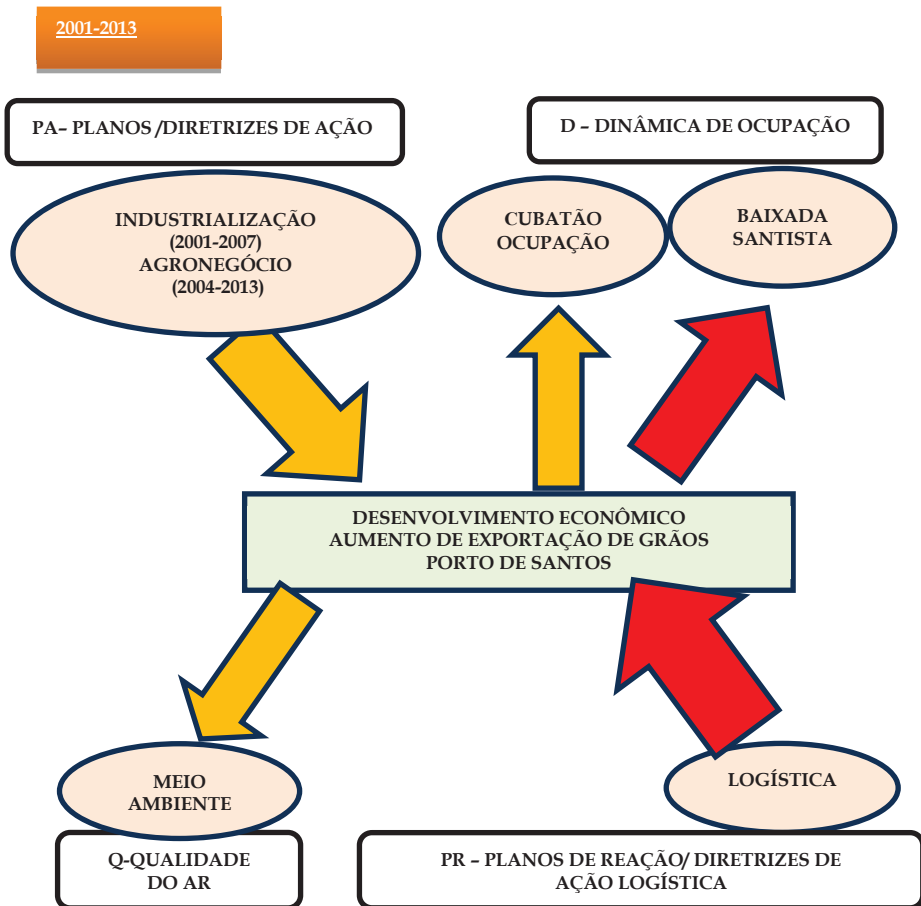 2001-2013
PA– PLANOS /DIRETRIZES DE AÇÃO
D – DINÂMICA DE OCUPAÇÃO
INDUSTRIALIZAÇÃO
(2001-2007)
AGRONEGÓCIO
(2004-2013)
CUBATÃO
OCUPAÇÃO
BAIXADA
SANTISTA
DESENVOLVIMENTO ECONÔMICO
AUMENTO DE EXPORTAÇÃO DE GRÃOS
PORTO DE SANTOS
MEIO
AMBIENTE
LOGÍSTICA
Q-QUALIDADE
DO AR
PR – PLANOS DE REAÇÃO/ DIRETRIZES DE
AÇÃO LOGÍSTICA